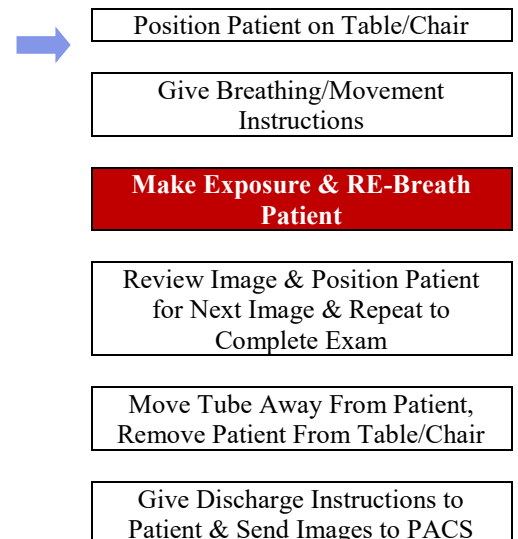 Position Patient on Table/Chair
Give Breathing/Movement
Instructions
Make Exposure & RE-Breath
Patient
Review Image & Position Patient
for Next Image & Repeat to
Complete Exam
Move Tube Away From Patient,
Remove Patient From Table/Chair
Give Discharge Instructions to
Patient & Send Images to PACS